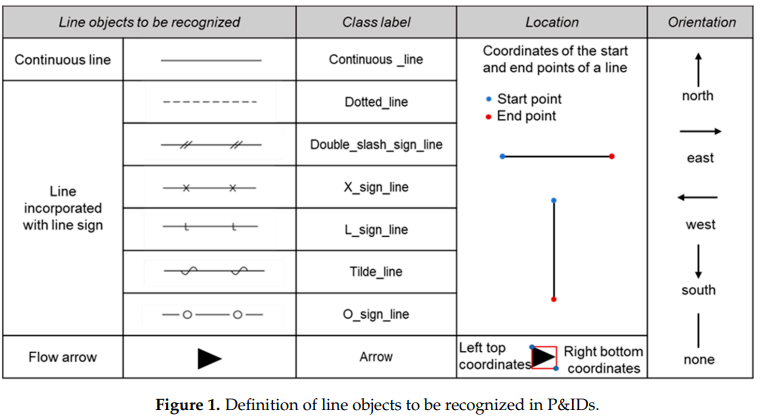 Line objects to be recognized
Class label
Location
Orientation
Continuous line
Continuous _line
Coordinates of the start
and end points of a line
Start point
End point
north
east
west
south
none
Line
incorporated
with line sign
Dotted_line
Double_slash_sign_line
X_sign_line
L_sign_line
Tilde_line
O_sign_line
Flow arrow
Arrow
Left top
coordinates
Right bottom
coordinates
Figure 1. Definition of line objects to be recognized in P&IDs.